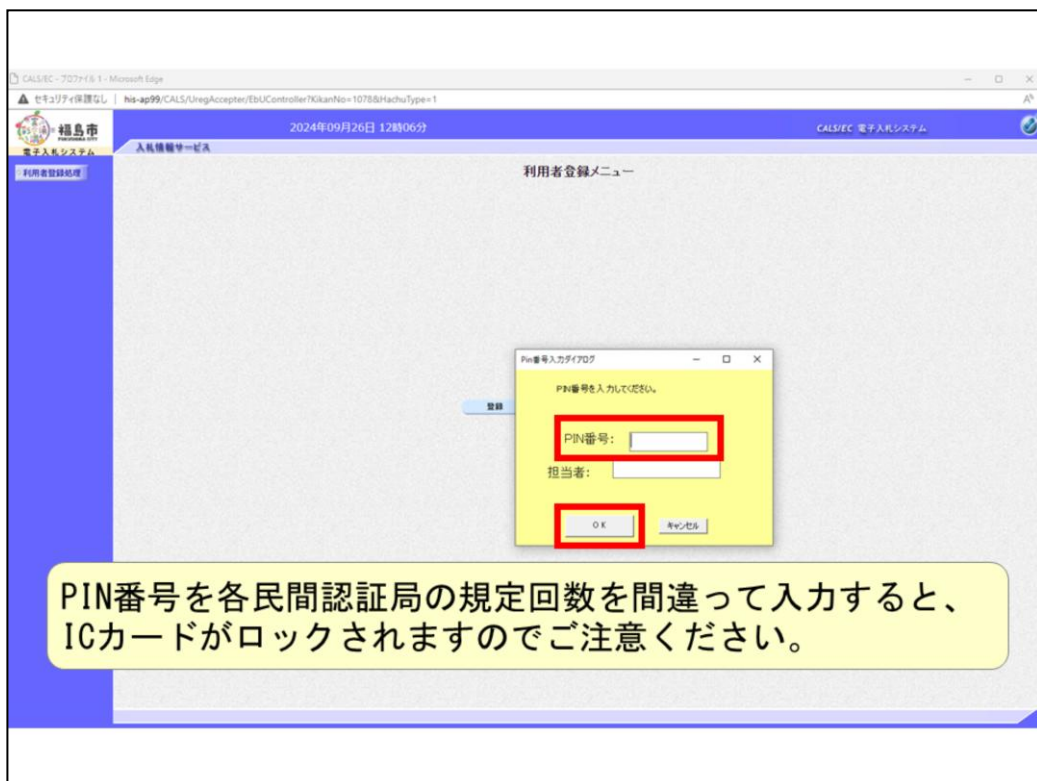 CALS/EC - プロファイル 1 - Microsoft Edge
セキュリティ保護なし | his-ap99/CALS/UregAccepter/EbUController?KikanNo=1078&HachuType=1
福島市
FUKUSHIMA CITY
電子入札システム
2024年09月26日 12時06分
CALS/EC 電子入札システム
入札情報サービス
利用者登録処理
利用者登録メニュー
登録
Pin番号入力ダイアログ
PIN番号を入力してください。
PIN番号:
担当者:
OK
キャンセル
PIN番号を各民間認証局の規定回数を間違って入力すると、
ICカードがロックされますのでご注意ください。